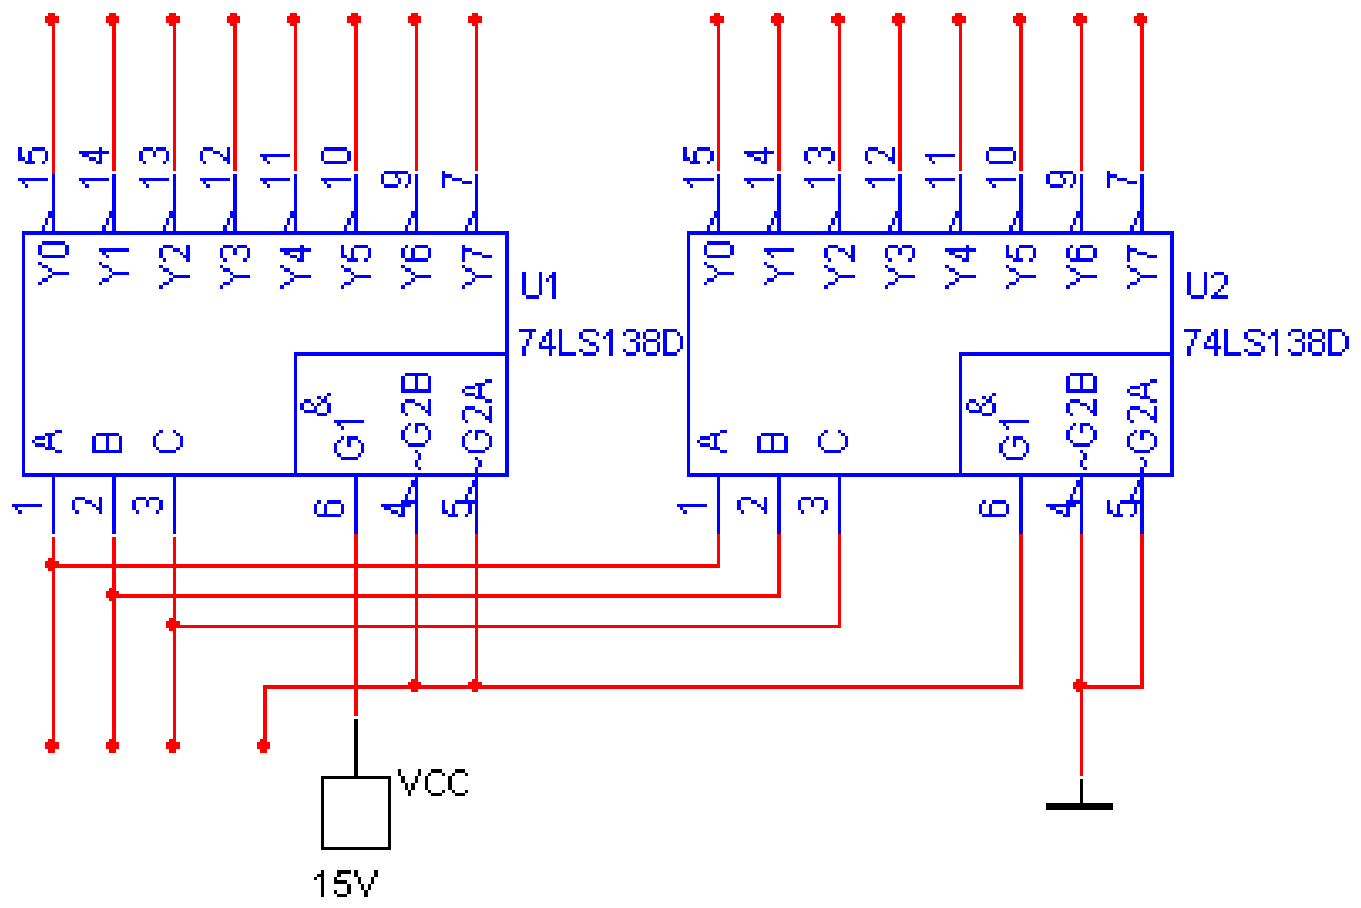 15 14 13 12 11 10 9 7
15 14 13 12 11 10 9 7
Y0 Y1 Y2 Y3 Y4 Y5 Y6 Y7
Y0 Y1 Y2 Y3 Y4 Y5 Y6 Y7
U1
U2
74LS138D
74LS138D
A B C & G1 ~G2B ~G2A
A B C & G1 ~G2B ~G2A
1 2 3 6 4 5
1 2 3 6 4 5
VCC
15V